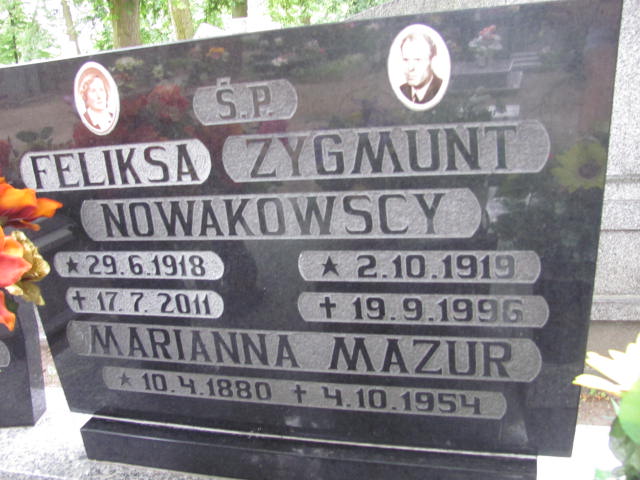 Ś.P.
FELIKSA ZYGMUNT
NOWAKOWSCY
★ 29.6.1918 ★ 2.10.1919
✝ 17.7.2011 ✝ 19.9.1996
MARIANNA MAZUR
★ 10.4.1880 ✝ 4.10.1954